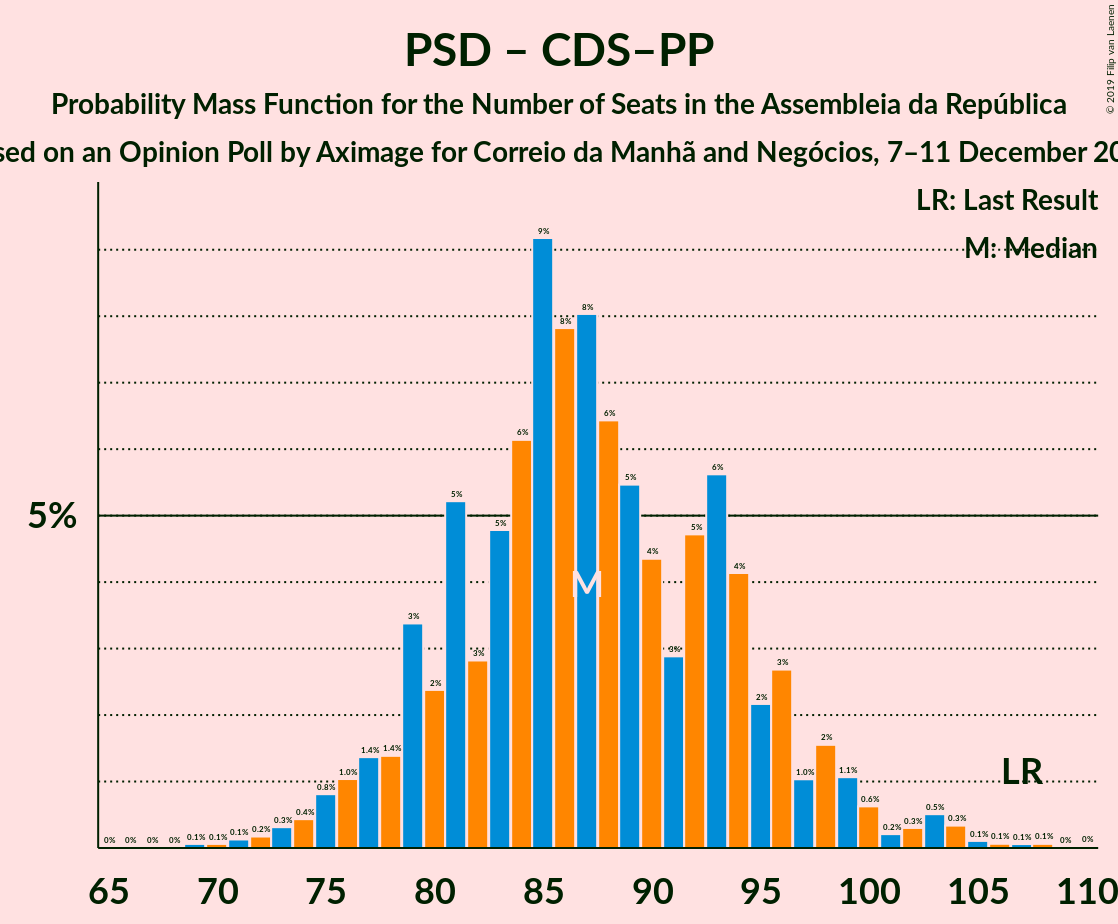 PSD – CDS–PP
Probability Mass Function for the Number of Seats in the Assembleia da República
sed on an Opinion Poll by Aximage for Correio da Manhã and Negócios, 7–11 December 20
© 2019 Filip van Laenen
LR: Last Result
M: Median
5%
0% 0% 0% 0% 0.1% 0.1% 0.1% 0.2% 0.3% 0.4% 0.8% 1.0% 1.4% 1.4% 3% 2% 5% 3% 5% 6% 9% 8% 8% 6% 5% 4% 3% 5% 6% 4% 2% 3% 1.0% 2% 1.1% 0.6% 0.2% 0.3% 0.5% 0.3% 0.1% 0.1% 0.1% 0.1% 0% 0%
M
LR
65 70 75 80 85 90 95 100 105 110